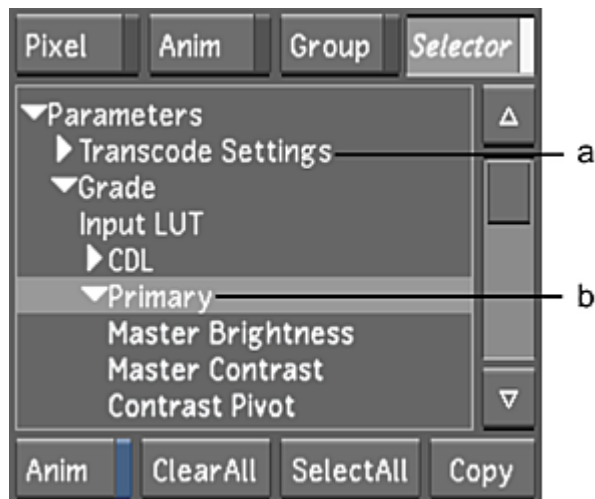 Pixel Anim Group Selector
Parameters
Transcode Settings a
Grade
Input LUT
CDL
Primary b
Master Brightness
Master Contrast
Contrast Pivot
Anim ClearAll SelectAll Copy